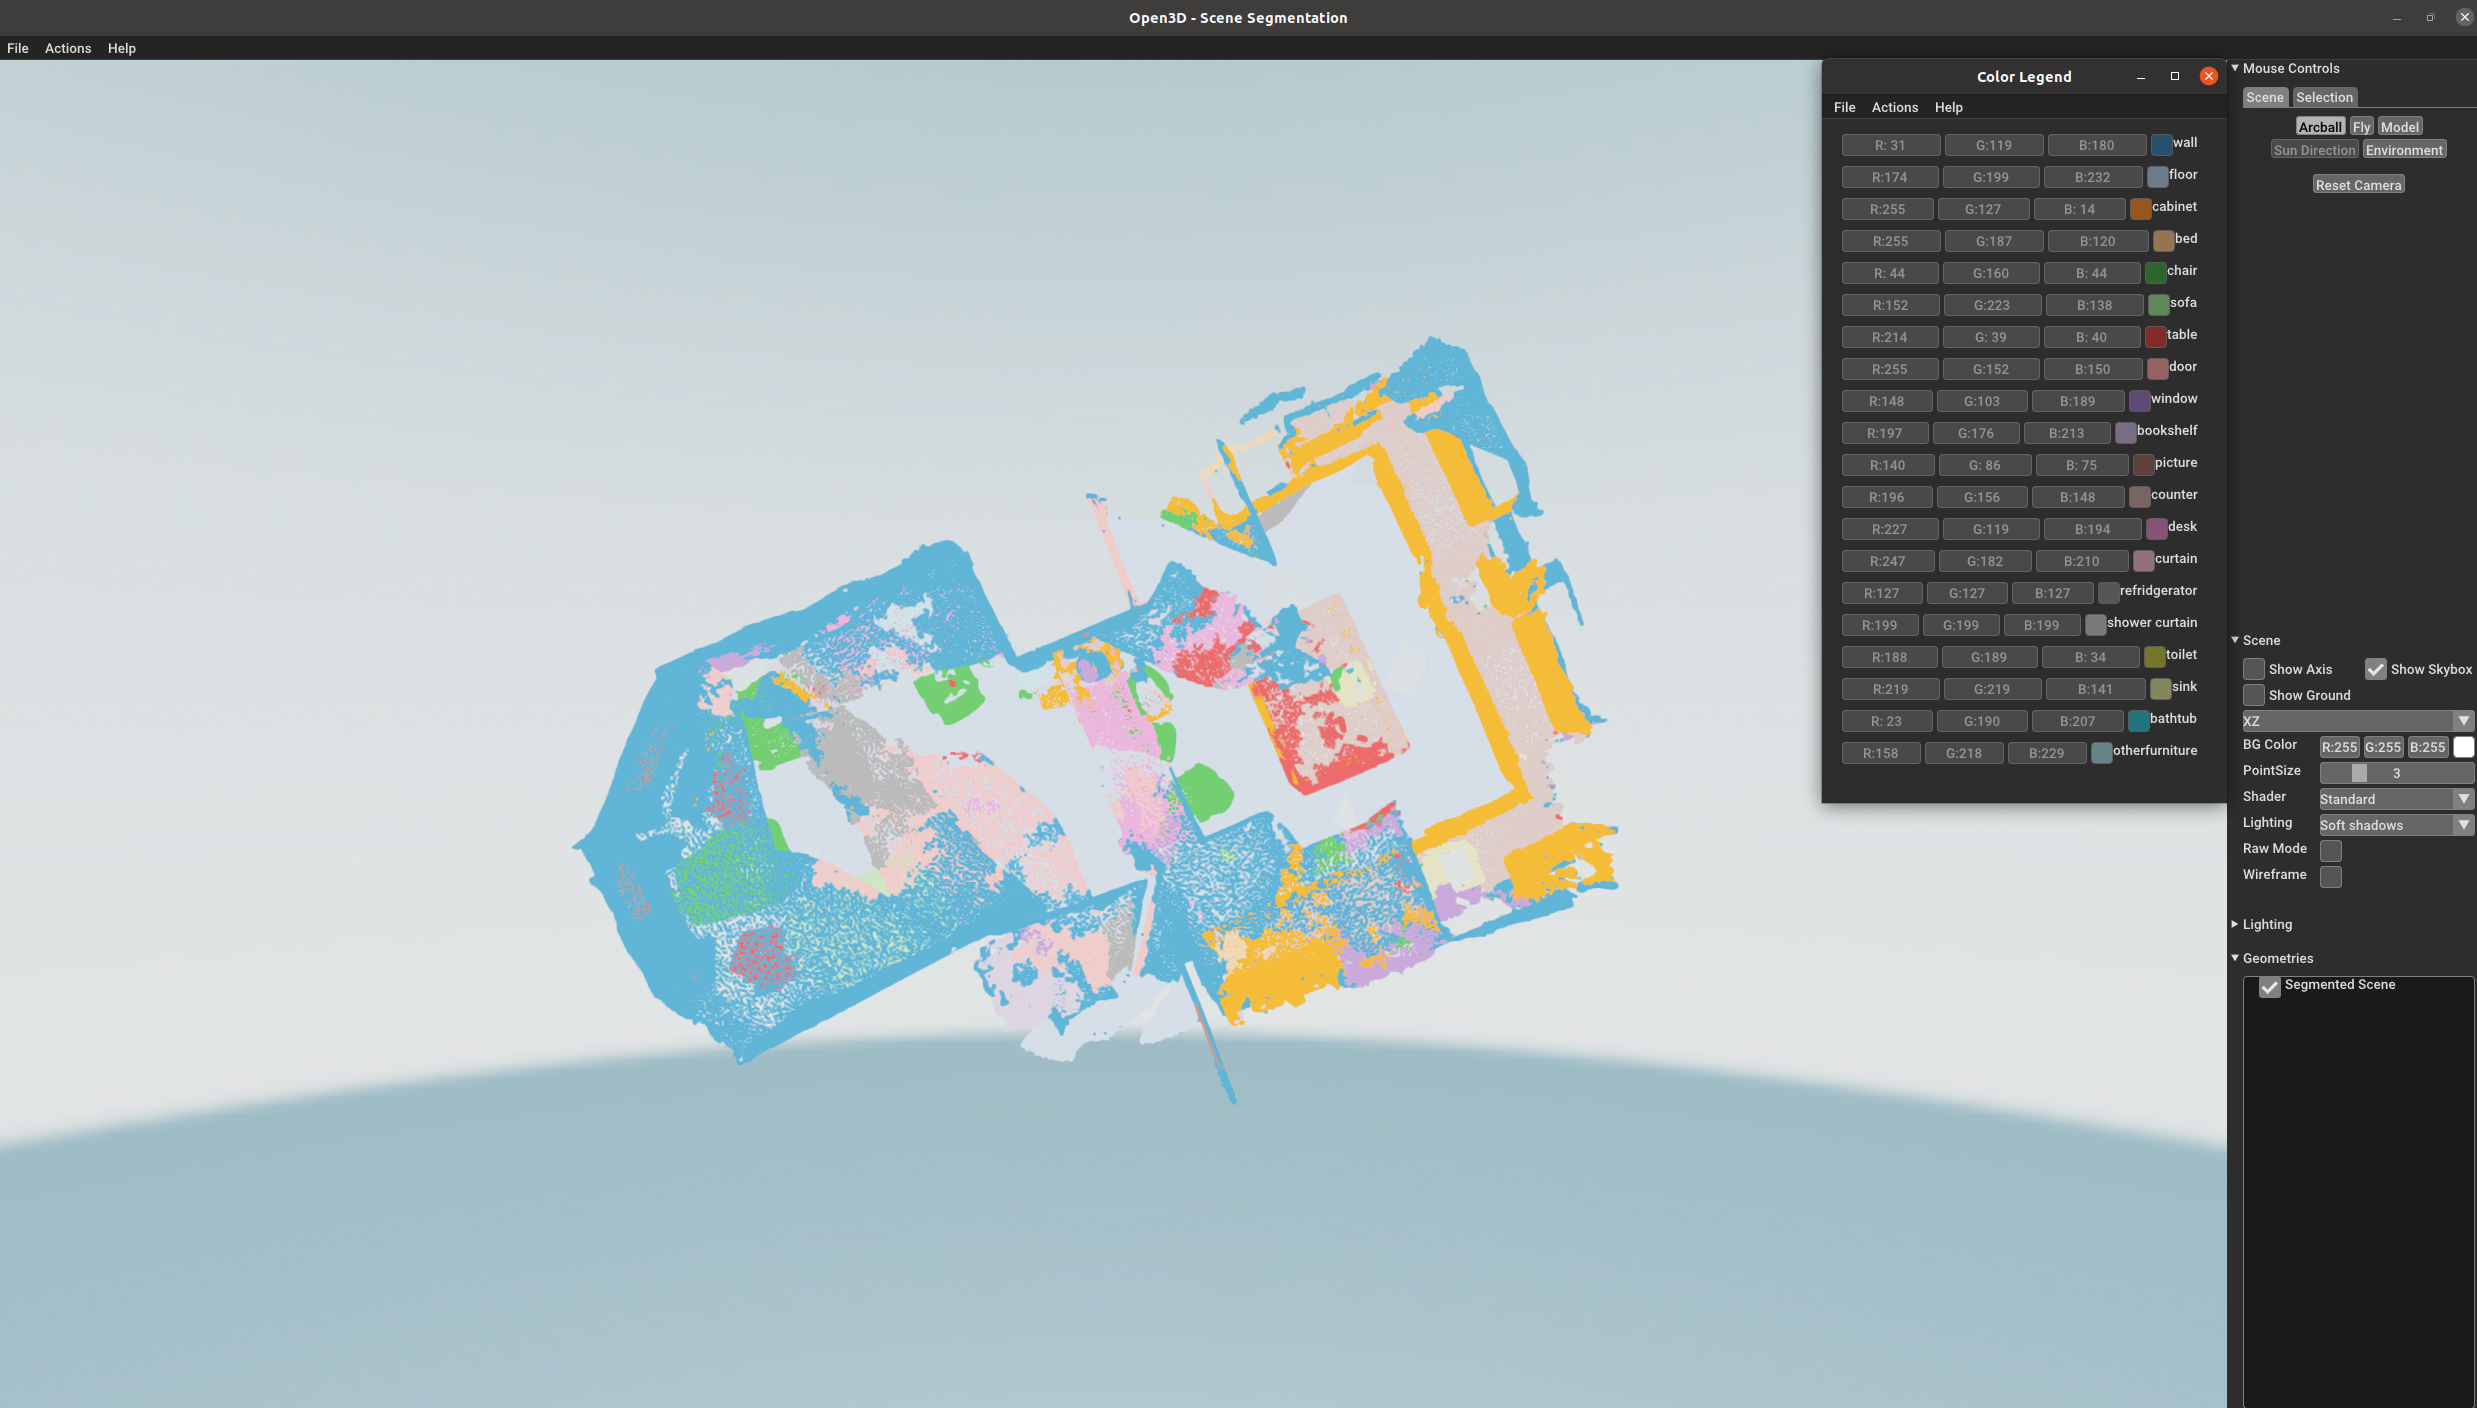 Open3D - Scene Segmentation
File Actions Help
Color Legend
File Actions Help
R: 31 G:119 B:180 wall
R:174 G:199 B:232 floor
R:255 G:127 B: 14 cabinet
R:255 G:187 B:120 bed
R: 44 G:160 B: 44 chair
R:152 G:223 B:138 sofa
R:214 G: 39 B: 40 table
R:255 G:152 B:150 door
R:148 G:103 B:189 window
R:197 G:176 B:213 bookshelf
R:140 G: 86 B: 75 picture
R:196 G:156 B:148 counter
R:227 G:119 B:194 desk
R:247 G:182 B:210 curtain
R:127 G:127 B:127 refridgerator
R:199 G:199 B:199 shower curtain
R:188 G:189 B: 34 toilet
R:219 G:219 B:141 sink
R: 23 G:190 B:207 bathtub
R:158 G:218 B:229 otherfurniture
Mouse Controls
Scene Selection
Arcball Fly Model
Sun Direction Environment
Reset Camera
Scene
Show Axis Show Skybox
Show Ground
XZ
BG Color R:255 G:255 B:255
PointSize 3
Shader Standard
Lighting Soft shadows
Raw Mode
Wireframe
Lighting
Geometries
Segmented Scene